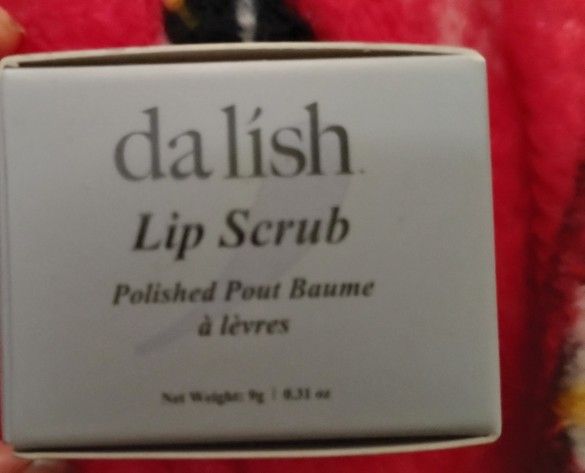 da lísh.
Lip Scrub
Polished Pout Baume
à lèvres
Net Weight: 9g | 0.31 oz